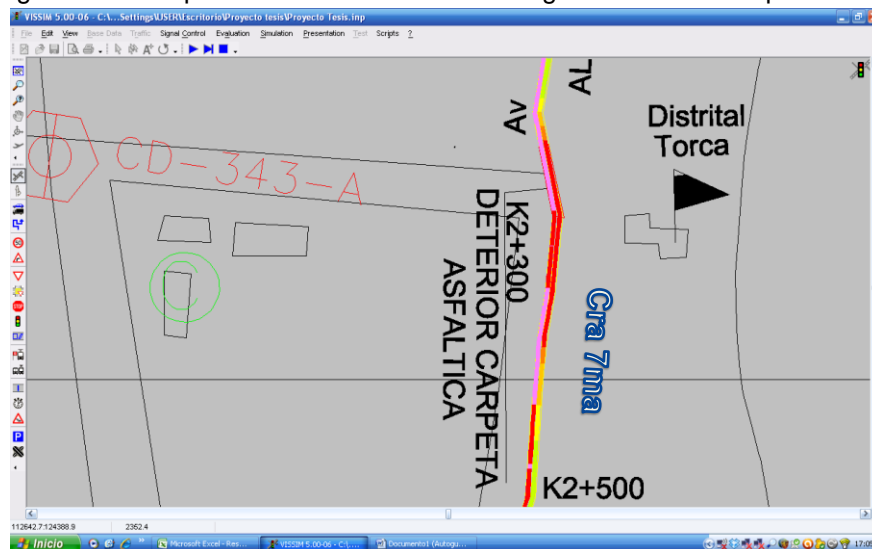 VISSIM 5.00-06 - C:\...Settings\USER\Escritorio\Proyecto tesis\Proyecto Tesis.inp
File Edit View Base Data Traffic Signal Control Evaluation Simulation Presentation Test Scripts ?
AL
AV
Distrital
Torca
CD-343-A
K2+300
DETERIOR CARPETA
ASFALTICA
C
Cra 7ma
K2+500
112642.7:124388.9 2352.4
Inicio
Microsoft Excel - Res...
VISSIM 5.00-06 - C:\...
Documento1 (Autogu...
17:05